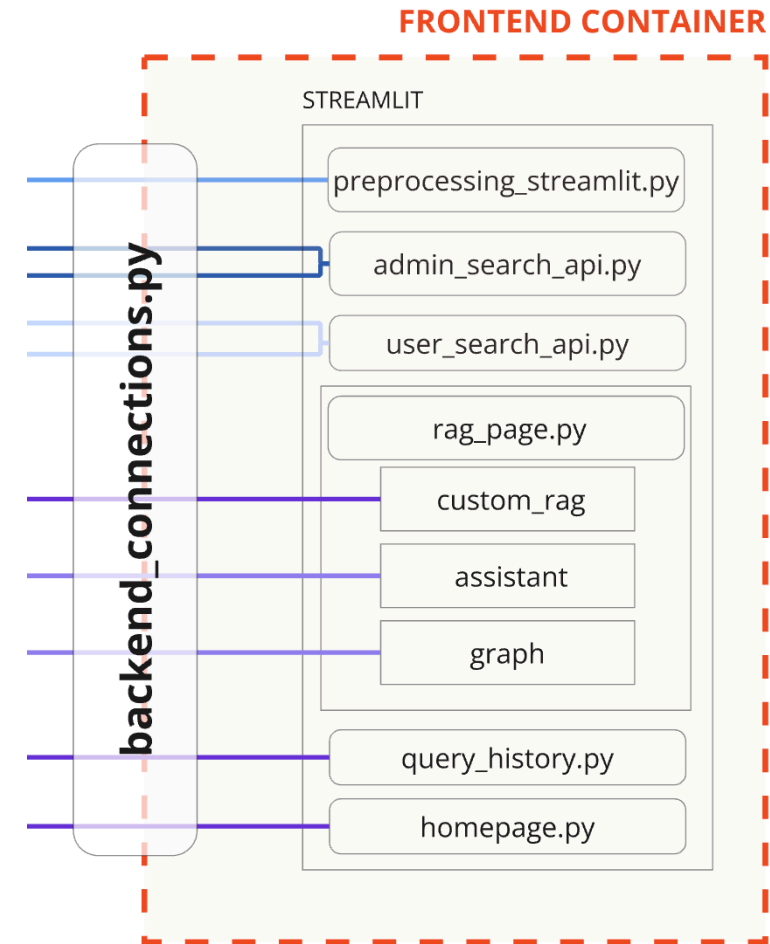 FRONTEND CONTAINER
STREAMLIT
backend_connections.py
preprocessing_streamlit.py
admin_search_api.py
user_search_api.py
rag_page.py
custom_rag
assistant
graph
query_history.py
homepage.py